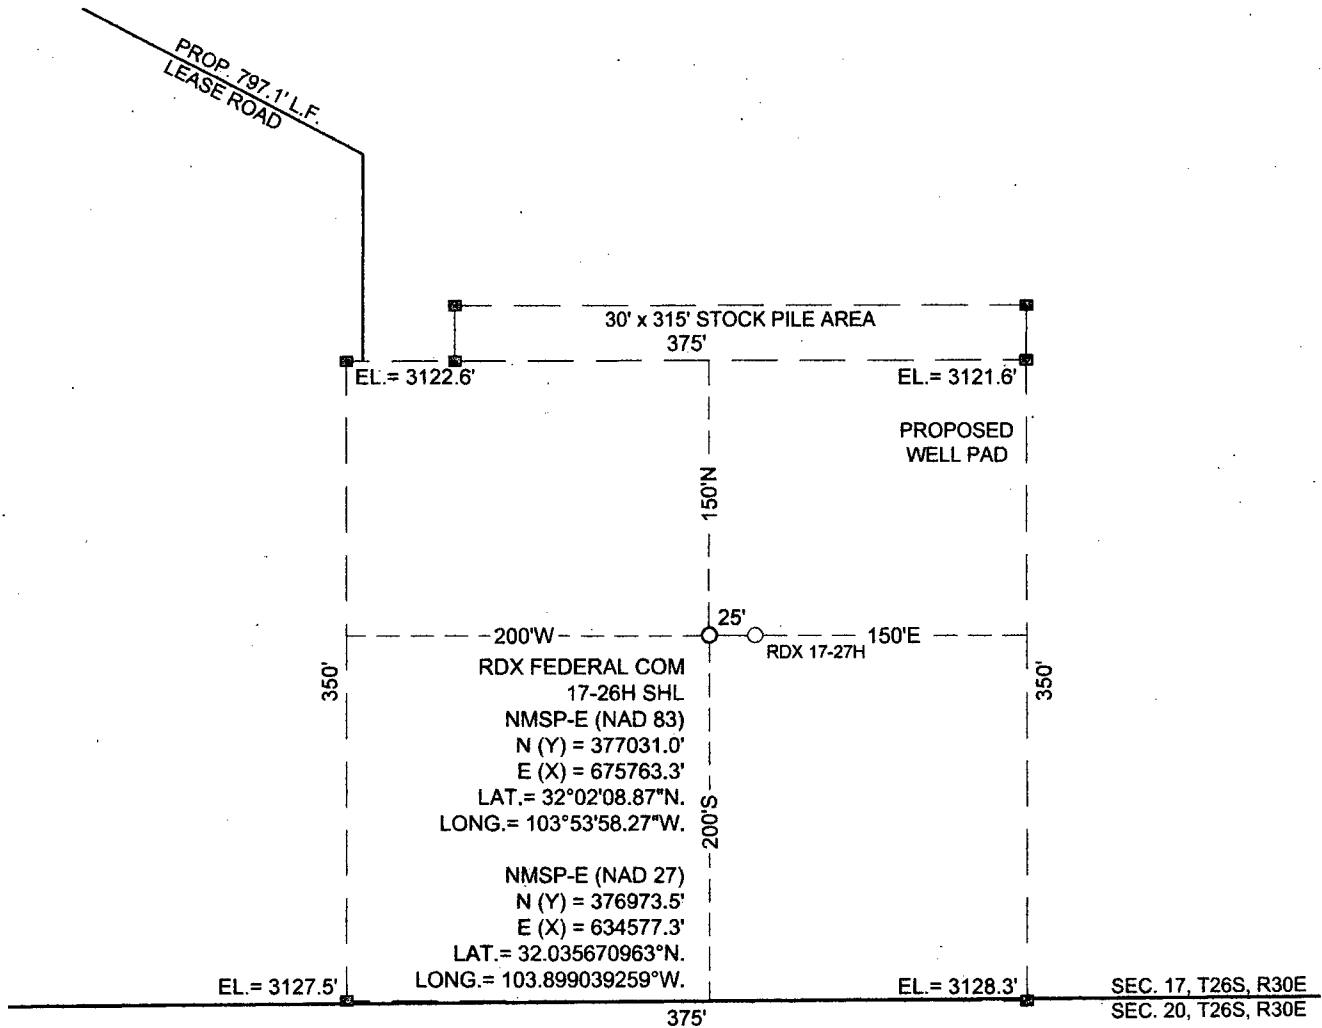 PROP. 797.1' L.F.
LEASE ROAD
30' x 315' STOCK PILE AREA
375'
EL.= 3122.6'
EL.= 3121.6'
PROPOSED
WELL PAD
150'N
25'
200'W
150'E
RDX 17-27H
350'
350'
RDX FEDERAL COM
17-26H SHL
NMSP-E (NAD 83)
N (Y) = 377031.0'
E (X) = 675763.3'
LAT.= 32°02'08.87"N.
LONG.= 103°53'58.27"W.
200'S
NMSP-E (NAD 27)
N (Y) = 376973.5'
E (X) = 634577.3'
LAT.= 32.035670963°N.
LONG.= 103.899039259°W.
EL.= 3127.5'
EL.= 3128.3'
SEC. 17, T26S, R30E
SEC. 20, T26S, R30E
375'